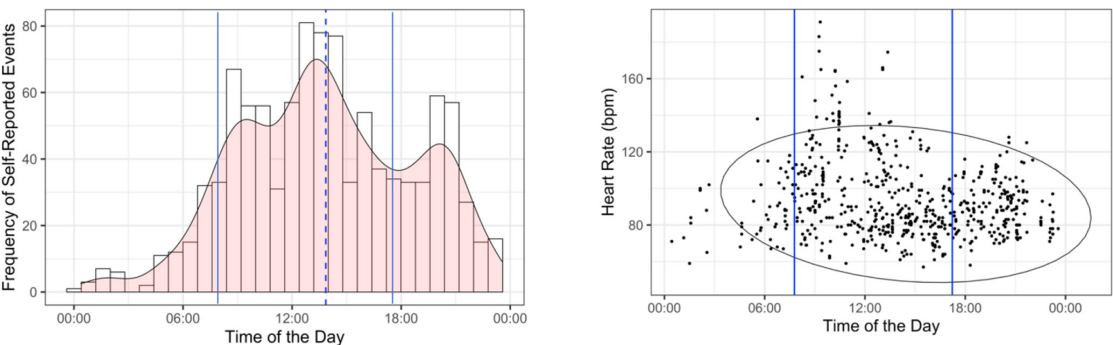 Frequency of Self-Reported Events
80
60
40
20
0
00:00 06:00 12:00 18:00 00:00
Time of the Day
Heart Rate (bpm)
160
120
80
00:00 06:00 12:00 18:00 00:00
Time of the Day